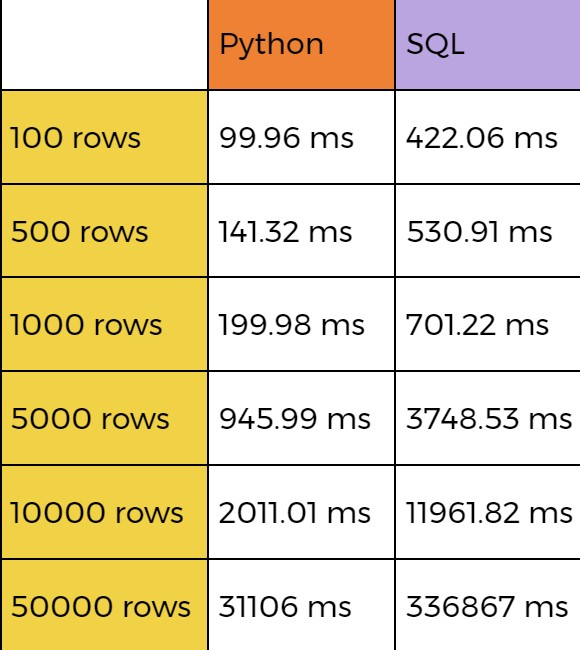 Python SQL
100 rows 99.96 ms 422.06 ms
500 rows 141.32 ms 530.91 ms
1000 rows 199.98 ms 701.22 ms
5000 rows 945.99 ms 3748.53 ms
10000 rows 2011.01 ms 11961.82 ms
50000 rows 31106 ms 336867 ms